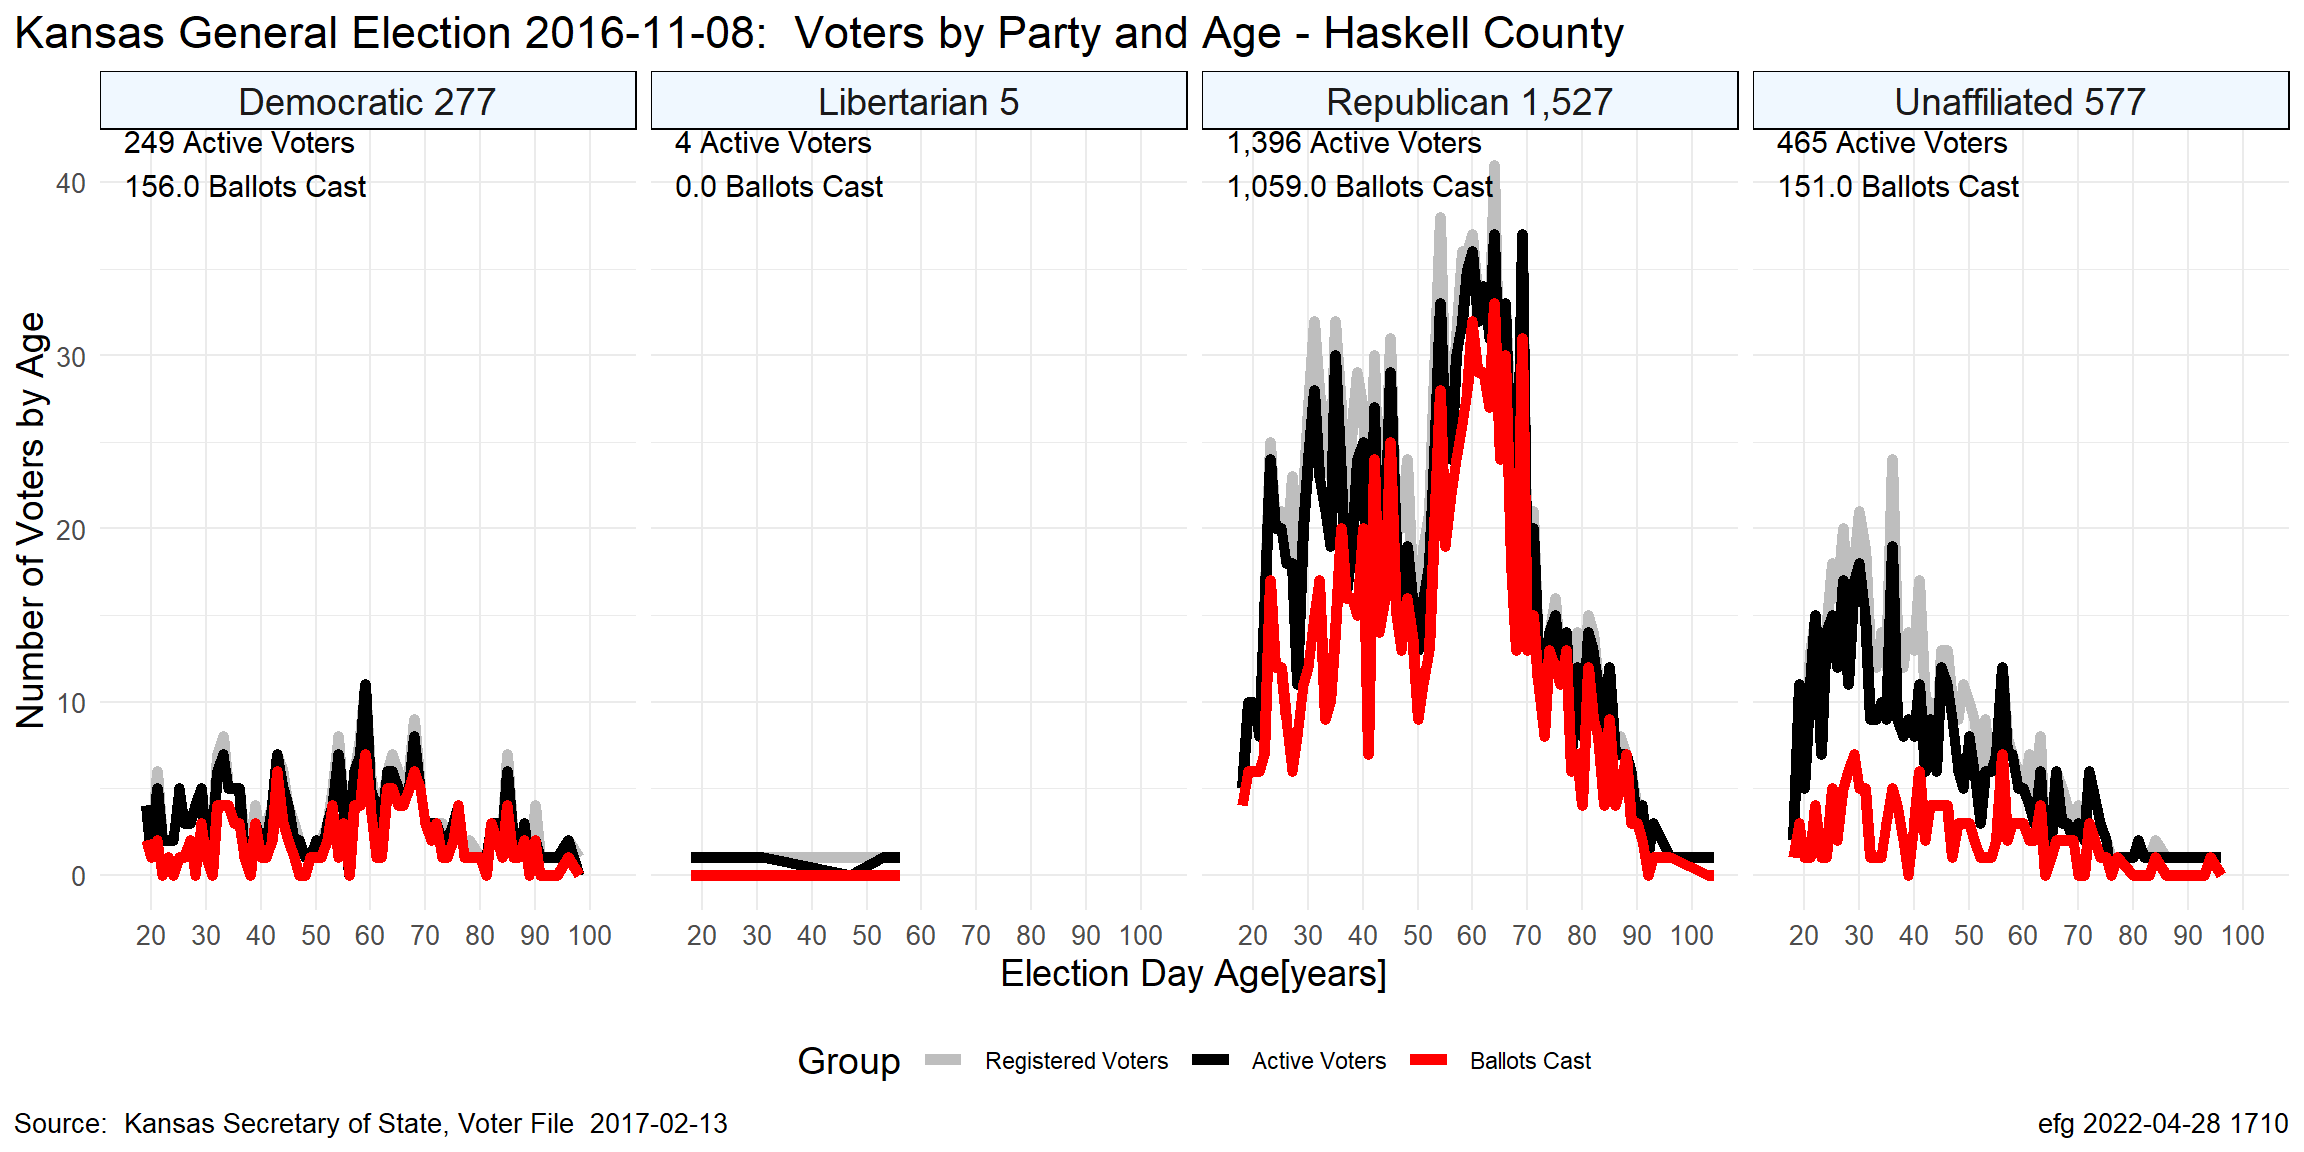 Kansas General Election 2016-11-08:  Voters by Party and Age - Haskell County
Democratic 277
Libertarian 5
Republican 1,527
Unaffiliated 577
249 Active Voters
156.0 Ballots Cast
4 Active Voters
0.0 Ballots Cast
1,396 Active Voters
1,059.0 Ballots Cast
465 Active Voters
151.0 Ballots Cast
Number of Voters by Age
40
30
20
10
0
20 30 40 50 60 70 80 90 100
20 30 40 50 60 70 80 90 100
20 30 40 50 60 70 80 90 100
20 30 40 50 60 70 80 90 100
Election Day Age[years]
Group Registered Voters Active Voters Ballots Cast
Source:  Kansas Secretary of State, Voter File  2017-02-13
efg 2022-04-28 1710